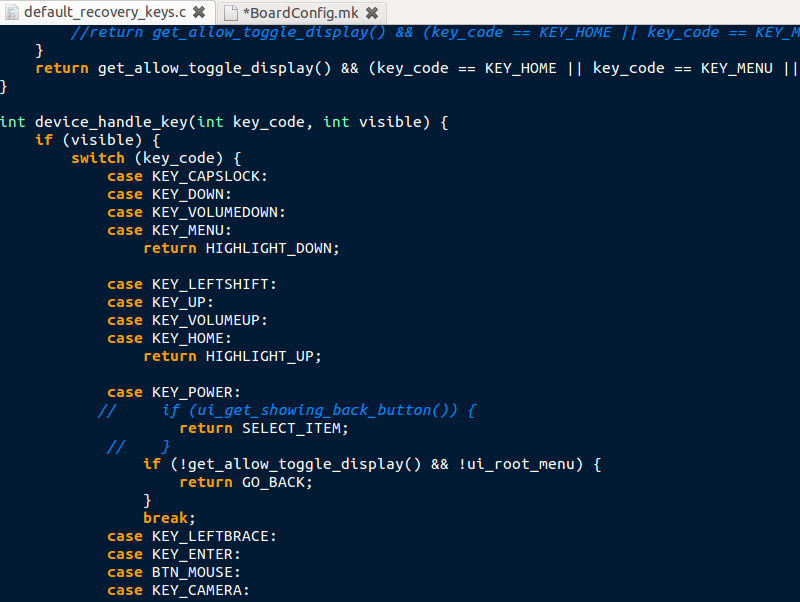 default_recovery_keys.c
*BoardConfig.mk
//return get_allow_toggle_display() && (key_code == KEY_HOME || key_code == KEY_M
}
return get_allow_toggle_display() && (key_code == KEY_HOME || key_code == KEY_MENU ||
}
int device_handle_key(int key_code, int visible) {
if (visible) {
switch (key_code) {
case KEY_CAPSLOCK:
case KEY_DOWN:
case KEY_VOLUMEDOWN:
case KEY_MENU:
return HIGHLIGHT_DOWN;
case KEY_LEFTSHIFT:
case KEY_UP:
case KEY_VOLUMEUP:
case KEY_HOME:
return HIGHLIGHT_UP;
case KEY_POWER:
// if (ui_get_showing_back_button()) {
return SELECT_ITEM;
// }
if (!get_allow_toggle_display() && !ui_root_menu) {
return GO_BACK;
}
break;
case KEY_LEFTBRACE:
case KEY_ENTER:
case BTN_MOUSE:
case KEY_CAMERA: